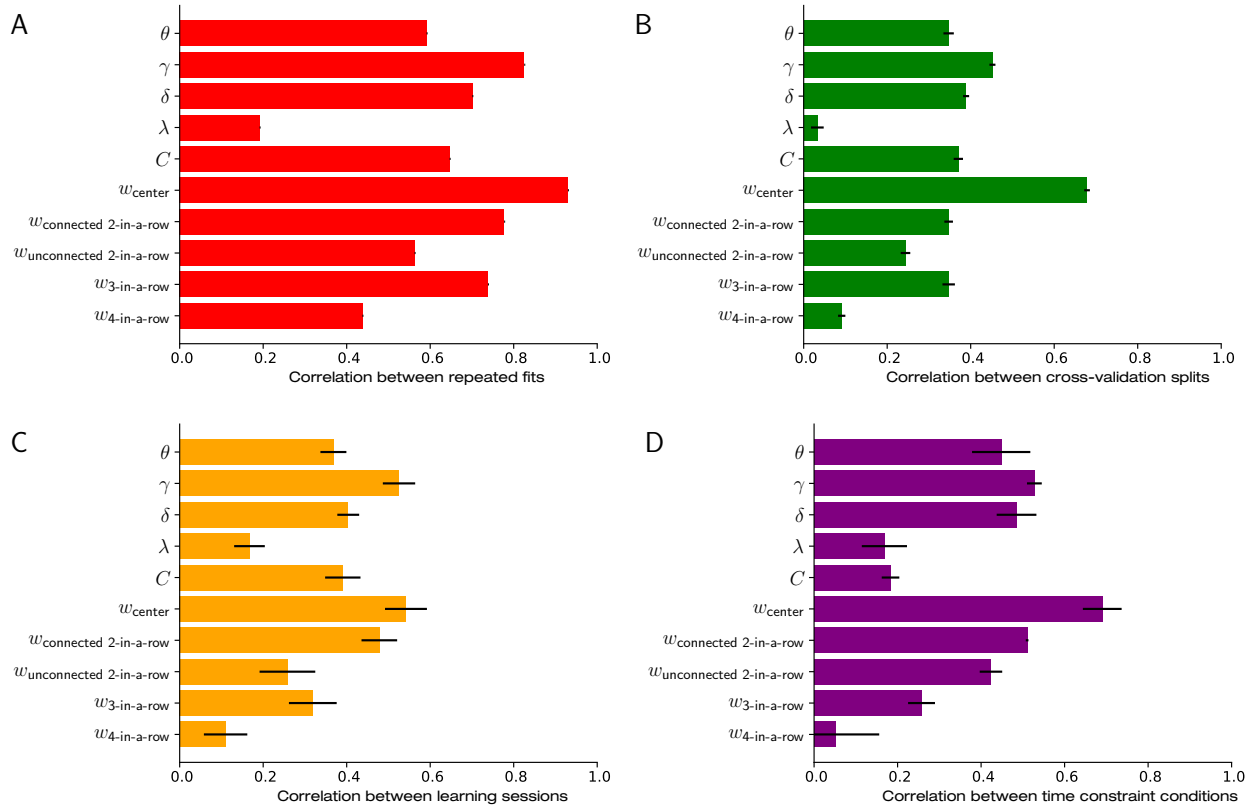 A
θ
γ
δ
λ
C
w_center
w_connected 2-in-a-row
w_unconnected 2-in-a-row
w_3-in-a-row
w_4-in-a-row
0.0 0.2 0.4 0.6 0.8 1.0
Correlation between repeated fits
B
θ
γ
δ
λ
C
w_center
w_connected 2-in-a-row
w_unconnected 2-in-a-row
w_3-in-a-row
w_4-in-a-row
0.0 0.2 0.4 0.6 0.8 1.0
Correlation between cross-validation splits
C
θ
γ
δ
λ
C
w_center
w_connected 2-in-a-row
w_unconnected 2-in-a-row
w_3-in-a-row
w_4-in-a-row
0.0 0.2 0.4 0.6 0.8 1.0
Correlation between learning sessions
D
θ
γ
δ
λ
C
w_center
w_connected 2-in-a-row
w_unconnected 2-in-a-row
w_3-in-a-row
w_4-in-a-row
0.0 0.2 0.4 0.6 0.8 1.0
Correlation between time constraint conditions